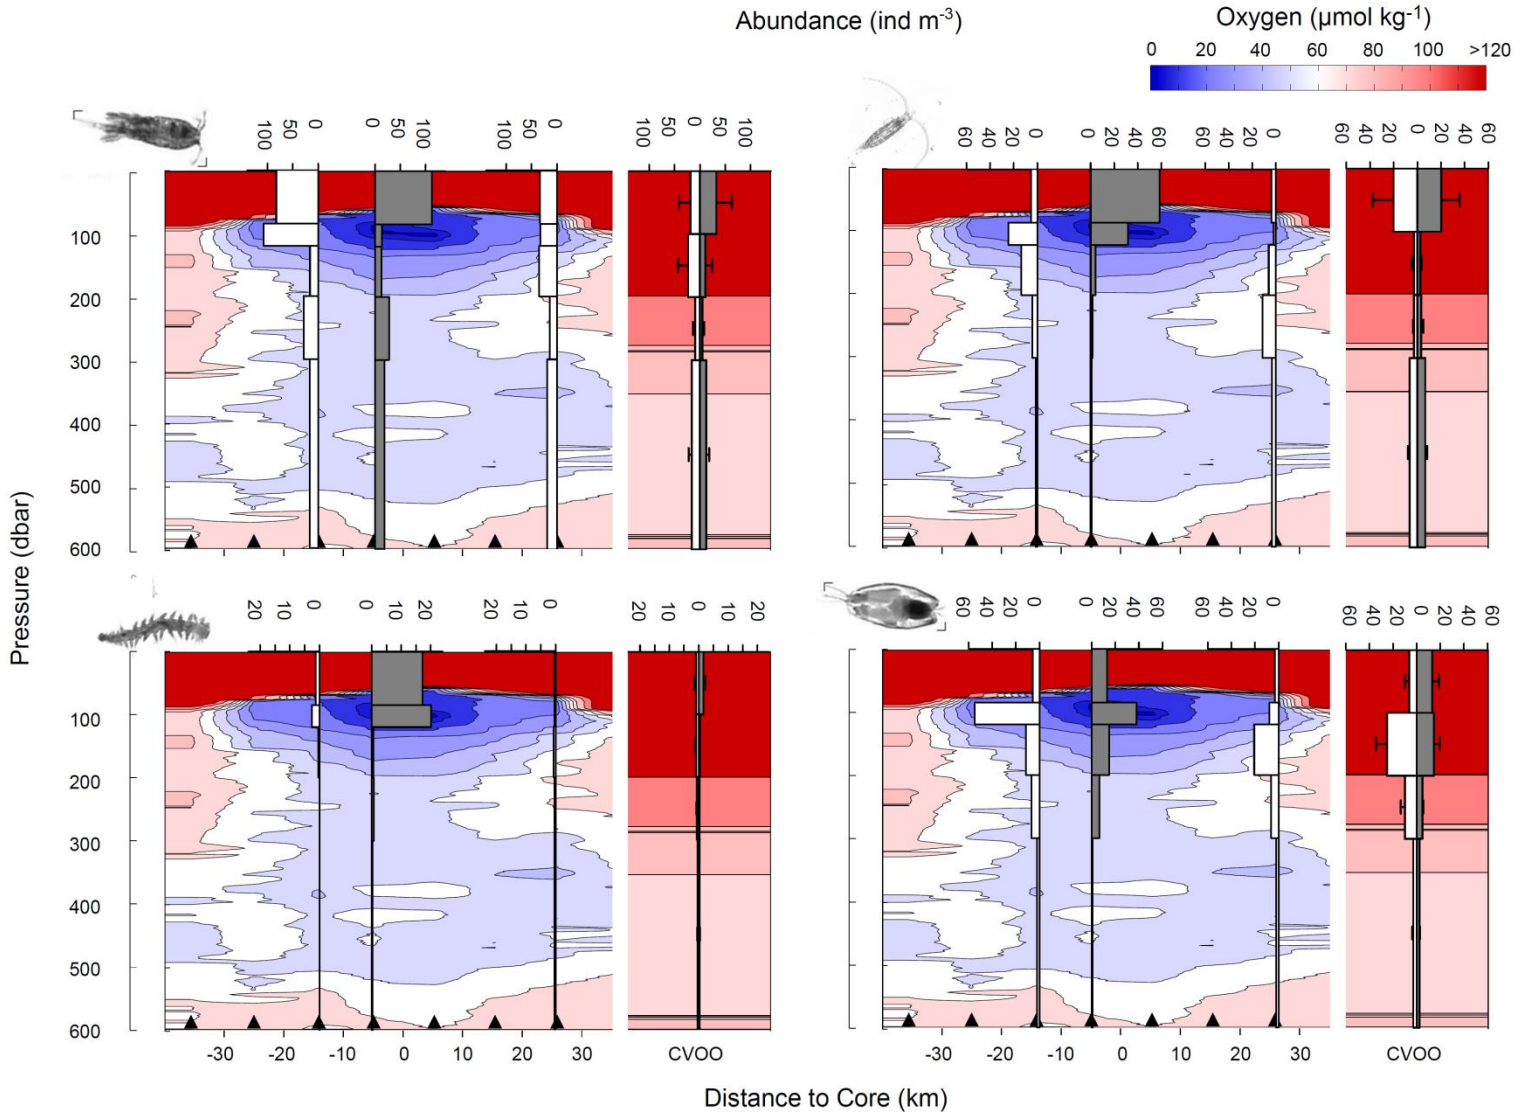 Abundance (ind m-3)
Oxygen (µmol kg-1)
0 20 40 60 80 100 >120
100 50 0 0 50 100 100 50 0 100 50 0 50 100
60 40 20 0 0 20 40 60 60 40 20 0 60 40 20 0 20 40 60
100
200
300
400
500
600
Pressure (dbar)
20 10 0 0 10 20 20 10 0 20 10 0 10 20
60 40 20 0 0 20 40 60 60 40 20 0 60 40 20 0 20 40 60
100
200
300
400
500
600
-30 -20 -10 0 10 20 30 CVOO
-30 -20 -10 0 10 20 30 CVOO
Distance to Core (km)